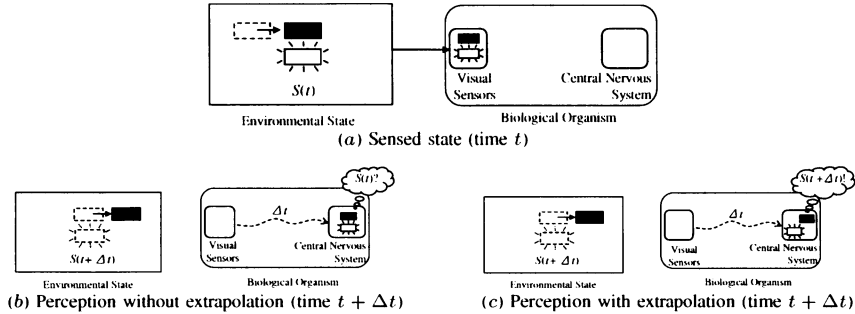 S(t)
Environmental State
Visual
Sensors
Central Nervous
System
Biological Organism
(a) Sensed state (time t)
S(t+ Δt)
Environmental State
S(t)?
Δt
Visual
Sensors
Central Nervous
System
Biological Organism
(b) Perception without extrapolation (time t + Δt)
S(t+ Δt)
Environmental State
S(t +Δt)!
Δt
Visual
Sensors
Central Nervous
System
Biological Organism
(c) Perception with extrapolation (time t + Δt)